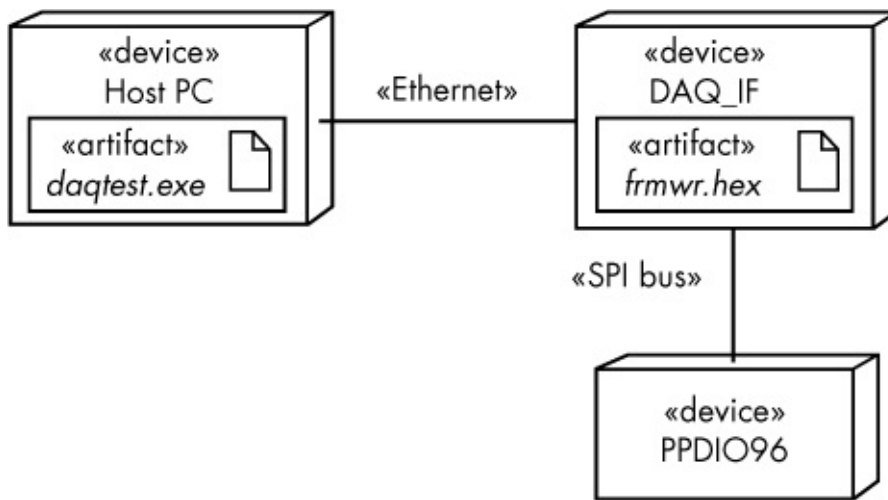 «device»
Host PC
«artifact»
daqtest.exe
«Ethernet»
«device»
DAQ_IF
«artifact»
frmwr.hex
«SPI bus»
«device»
PPDIO96